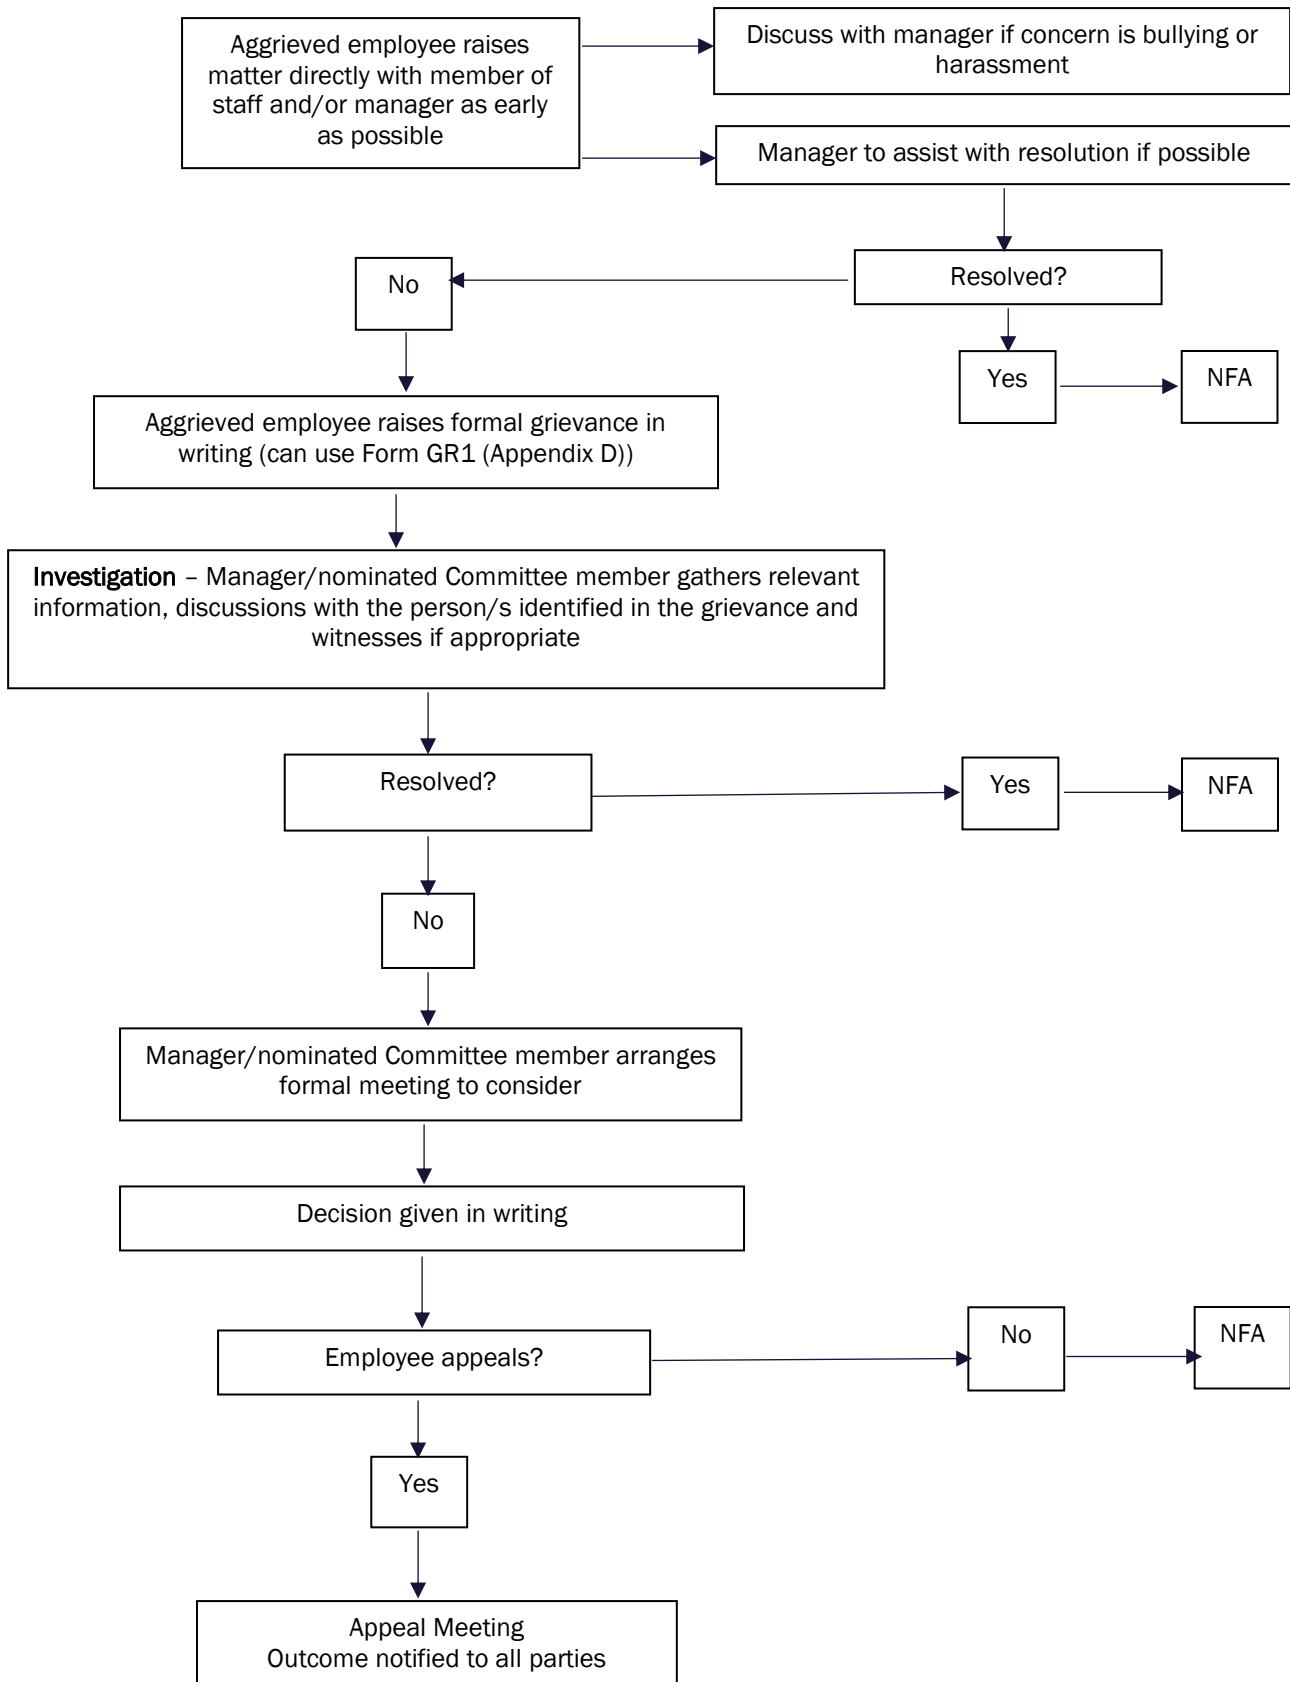 Aggrieved employee raises
matter directly with member of
staff and/or manager as early
as possible
Discuss with manager if concern is bullying or
harassment
Manager to assist with resolution if possible
Resolved?
No
Yes
NFA
Aggrieved employee raises formal grievance in
writing (can use Form GR1 (Appendix D))
Investigation – Manager/nominated Committee member gathers relevant
information, discussions with the person/s identified in the grievance and
witnesses if appropriate
Resolved?
Yes
NFA
No
Manager/nominated Committee member arranges
formal meeting to consider
Decision given in writing
Employee appeals?
No
NFA
Yes
Appeal Meeting
Outcome notified to all parties